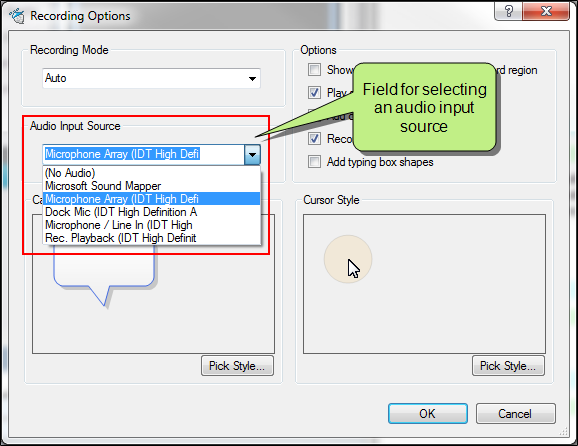 Recording Options
Recording Mode
Auto
Options
Show
rd region
Play
Field for selecting
an audio input
source
Audio Input Source
Microphone Array (IDT High Defi
Reco
(No Audio)
Add typing box shapes
Microsoft Sound Mapper
Microphone Array (IDT High Defi
Dock Mic (IDT High Definition A
Microphone / Line In (IDT High
Rec. Playback (IDT High Definit
Ca
Cursor Style
Pick Style...
Pick Style...
OK
Cancel